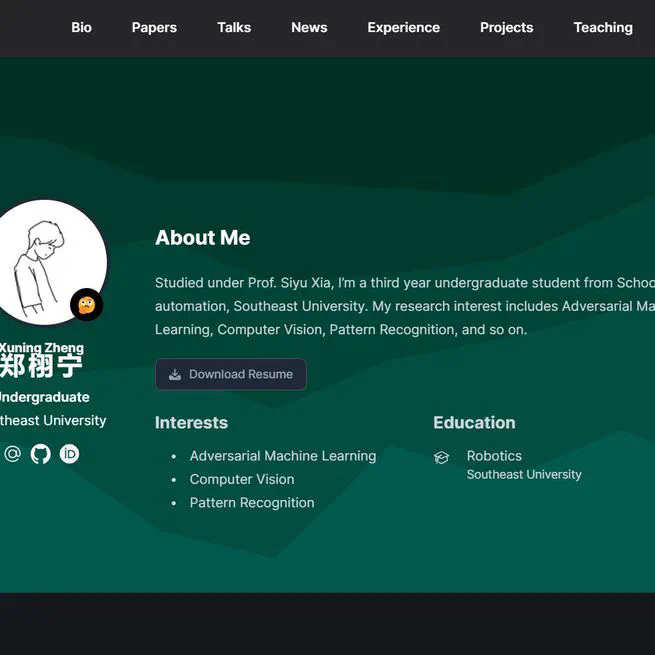 Bio Papers Talks News Experience Projects Teaching
About Me
Studied under Prof. Siyu Xia, I'm a third year undergraduate student from Schoo
automation, Southeast University. My research interest includes Adversarial Ma
Learning, Computer Vision, Pattern Recognition, and so on.
Download Resume
Xuning Zheng
郑栩宁
ndergraduate
theast University
iD
Interests
Adversarial Machine Learning
Computer Vision
Pattern Recognition
Education
Robotics
Southeast University